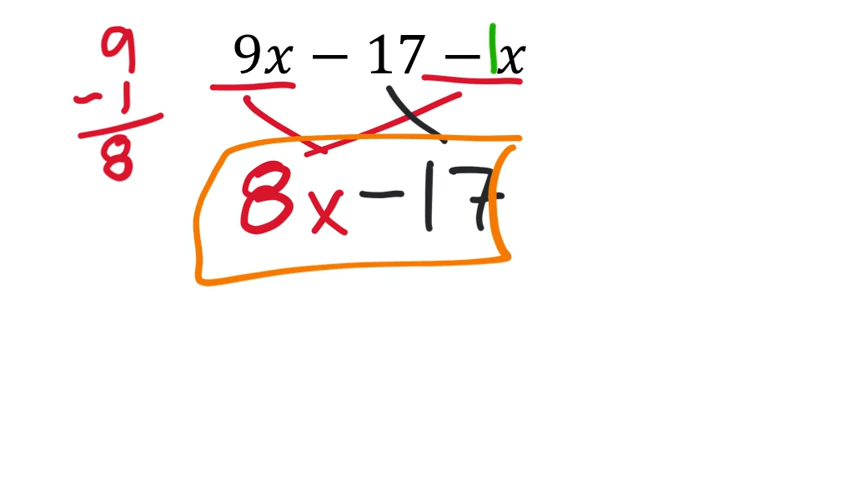 9x − 17 − 1x
9
− 1
8
8x − 17